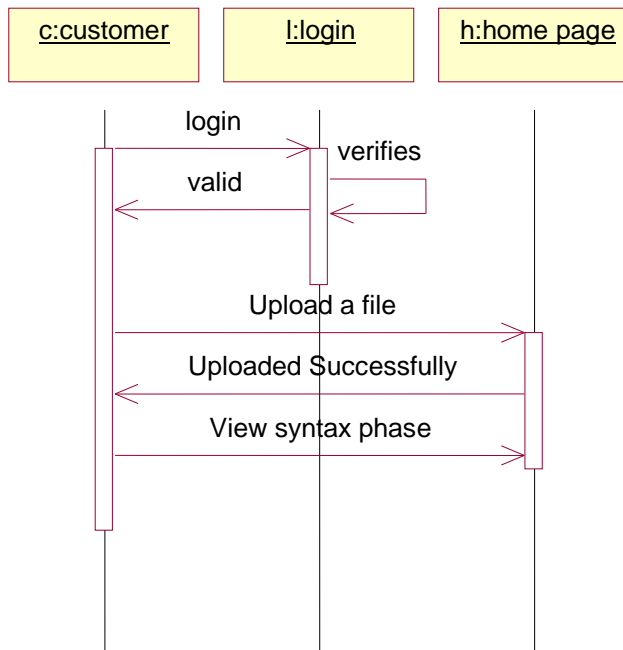 c:customer
l:login
h:home page
login
verifies
valid
Upload a file
Uploaded Successfully
View syntax phase